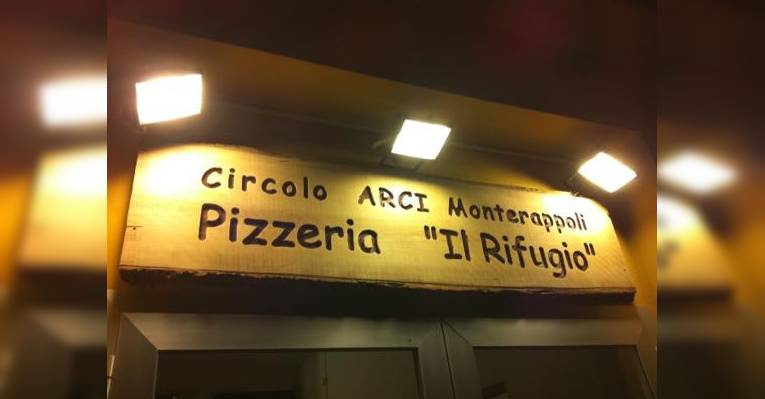 Circolo ARCI Monterappoli
Pizzeria "Il Rifugio"